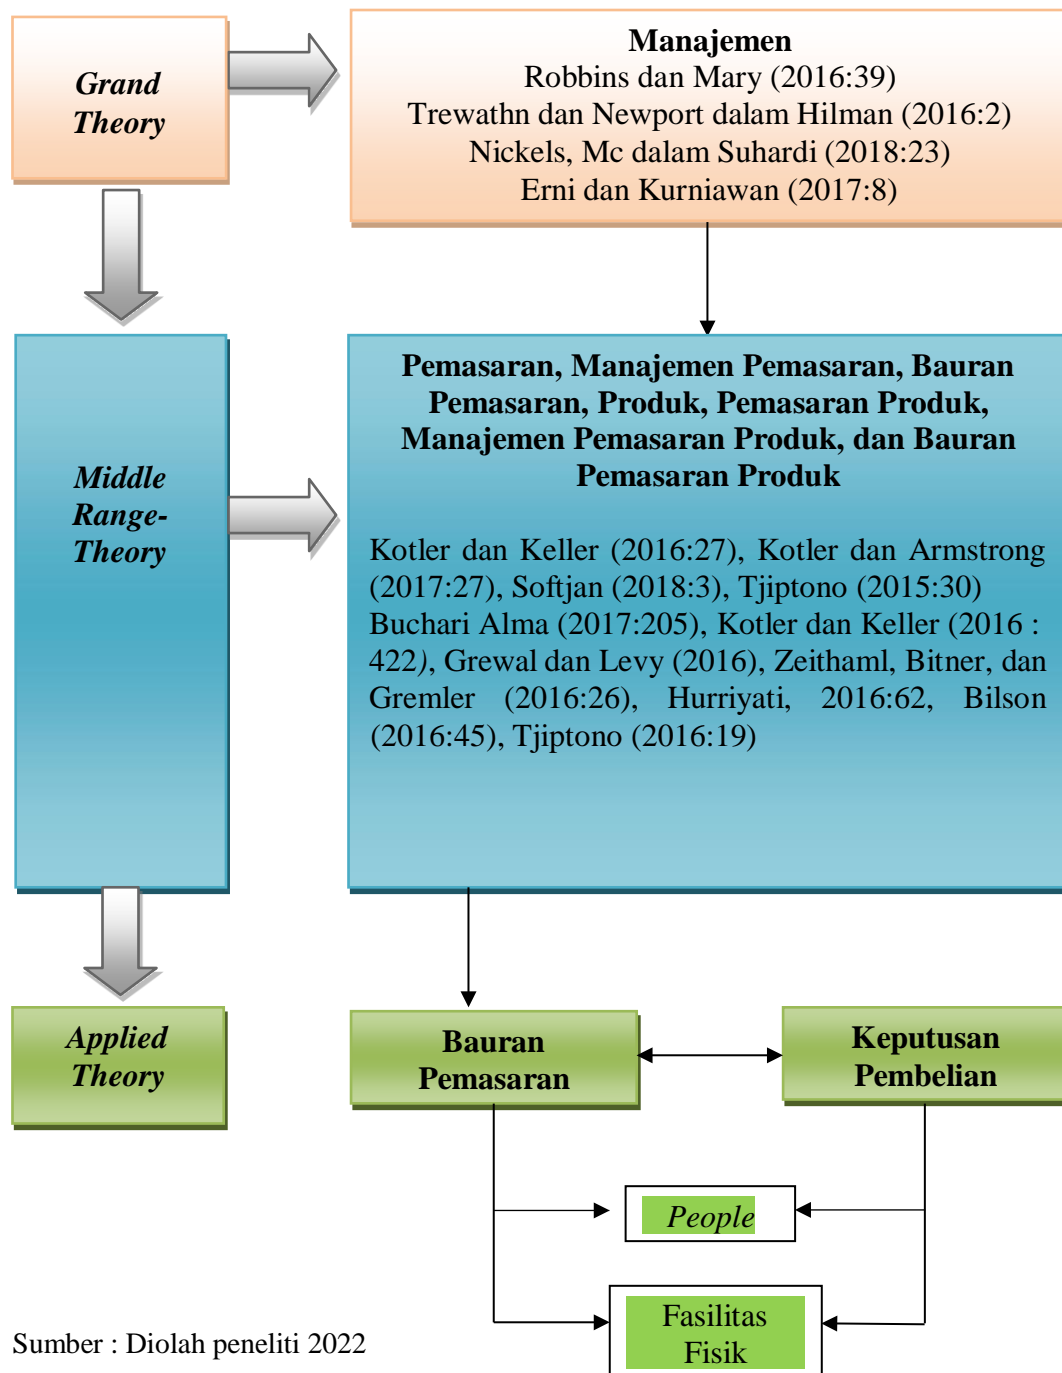 Grand
Theory
Manajemen
Robbins dan Mary (2016:39)
Trewathn dan Newport dalam Hilman (2016:2)
Nickels, Mc dalam Suhardi (2018:23)
Erni dan Kurniawan (2017:8)
Middle
Range-
Theory
Pemasaran, Manajemen Pemasaran, Bauran
Pemasaran, Produk, Pemasaran Produk,
Manajemen Pemasaran Produk, dan Bauran
Pemasaran Produk
Kotler dan Keller (2016:27), Kotler dan Armstrong
(2017:27), Softjan (2018:3), Tjiptono (2015:30)
Buchari Alma (2017:205), Kotler dan Keller (2016 :
422), Grewal dan Levy (2016), Zeithaml, Bitner, dan
Gremler (2016:26), Hurriyati, 2016:62, Bilson
(2016:45), Tjiptono (2016:19)
Applied
Theory
Bauran
Pemasaran
Keputusan
Pembelian
People
Fasilitas
Fisik
Sumber : Diolah peneliti 2022